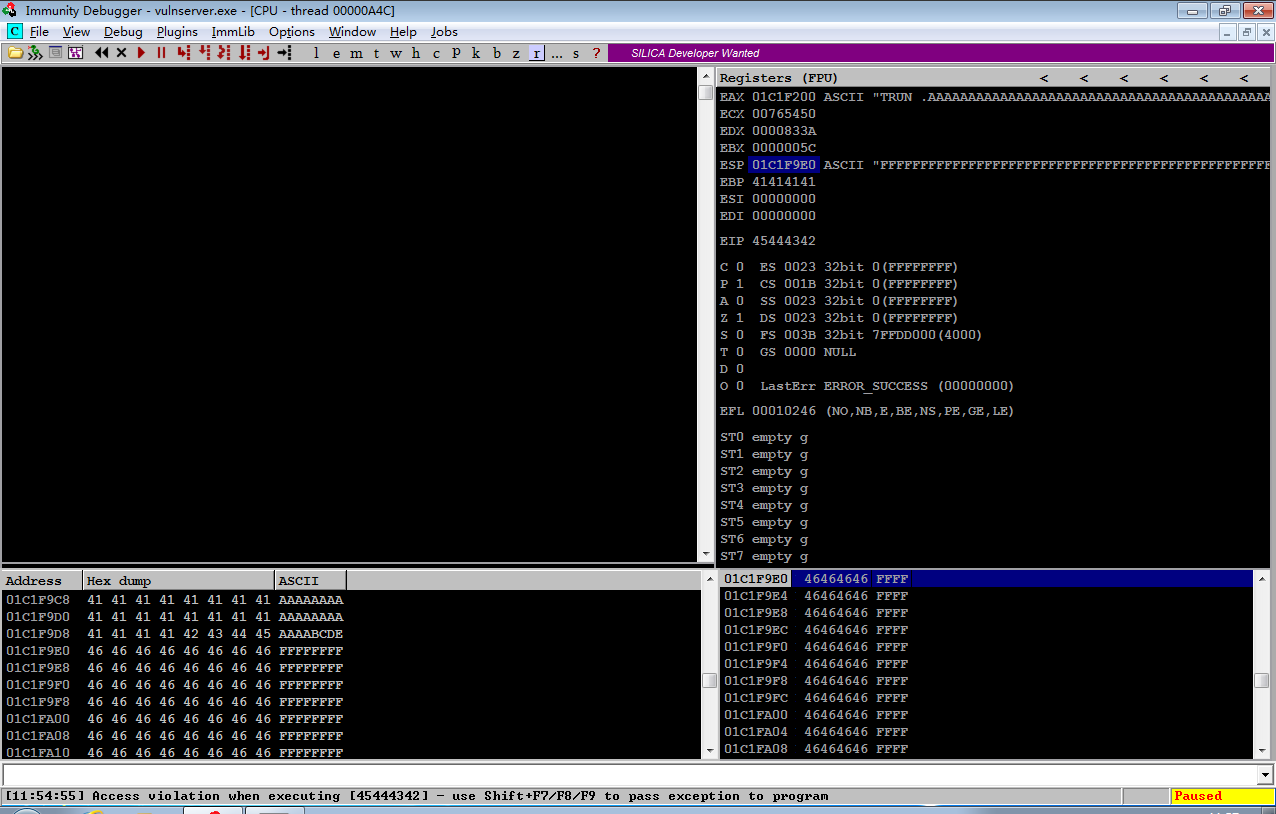 Immunity Debugger - vulnserver.exe - [CPU - thread 00000A4C]
C File View Debug Plugins ImmLib Options Window Help Jobs
l e m t w h c P k b z r ... s ? SILICA Developer Wanted
Registers (FPU) < < < < < <
EAX 01C1F200 ASCII "TRUN .AAAAAAAAAAAAAAAAAAAAAAAAAAAAAAAAAAAAAAAAAAA
ECX 00765450
EDX 0000833A
EBX 0000005C
ESP 01C1F9E0 ASCII "FFFFFFFFFFFFFFFFFFFFFFFFFFFFFFFFFFFFFFFFFFFFFFFFF
EBP 41414141
ESI 00000000
EDI 00000000
EIP 45444342
C 0 ES 0023 32bit 0(FFFFFFFF)
P 1 CS 001B 32bit 0(FFFFFFFF)
A 0 SS 0023 32bit 0(FFFFFFFF)
Z 1 DS 0023 32bit 0(FFFFFFFF)
S 0 FS 003B 32bit 7FFDD000(4000)
T 0 GS 0000 NULL
D 0
O 0 LastErr ERROR_SUCCESS (00000000)
EFL 00010246 (NO,NB,E,BE,NS,PE,GE,LE)
ST0 empty g
ST1 empty g
ST2 empty g
ST3 empty g
ST4 empty g
ST5 empty g
ST6 empty g
ST7 empty g
Address Hex dump ASCII
01C1F9C8 41 41 41 41 41 41 41 41 AAAAAAAA
01C1F9D0 41 41 41 41 41 41 41 41 AAAAAAAA
01C1F9D8 41 41 41 41 42 43 44 45 AAAABCDE
01C1F9E0 46 46 46 46 46 46 46 46 FFFFFFFF
01C1F9E8 46 46 46 46 46 46 46 46 FFFFFFFF
01C1F9F0 46 46 46 46 46 46 46 46 FFFFFFFF
01C1F9F8 46 46 46 46 46 46 46 46 FFFFFFFF
01C1FA00 46 46 46 46 46 46 46 46 FFFFFFFF
01C1FA08 46 46 46 46 46 46 46 46 FFFFFFFF
01C1FA10 46 46 46 46 46 46 46 46 FFFFFFFF
01C1F9E0 46464646 FFFF
01C1F9E4 46464646 FFFF
01C1F9E8 46464646 FFFF
01C1F9EC 46464646 FFFF
01C1F9F0 46464646 FFFF
01C1F9F4 46464646 FFFF
01C1F9F8 46464646 FFFF
01C1F9FC 46464646 FFFF
01C1FA00 46464646 FFFF
01C1FA04 46464646 FFFF
01C1FA08 46464646 FFFF
[11:54:55] Access violation when executing [45444342] - use Shift+F7/F8/F9 to pass exception to program
Paused